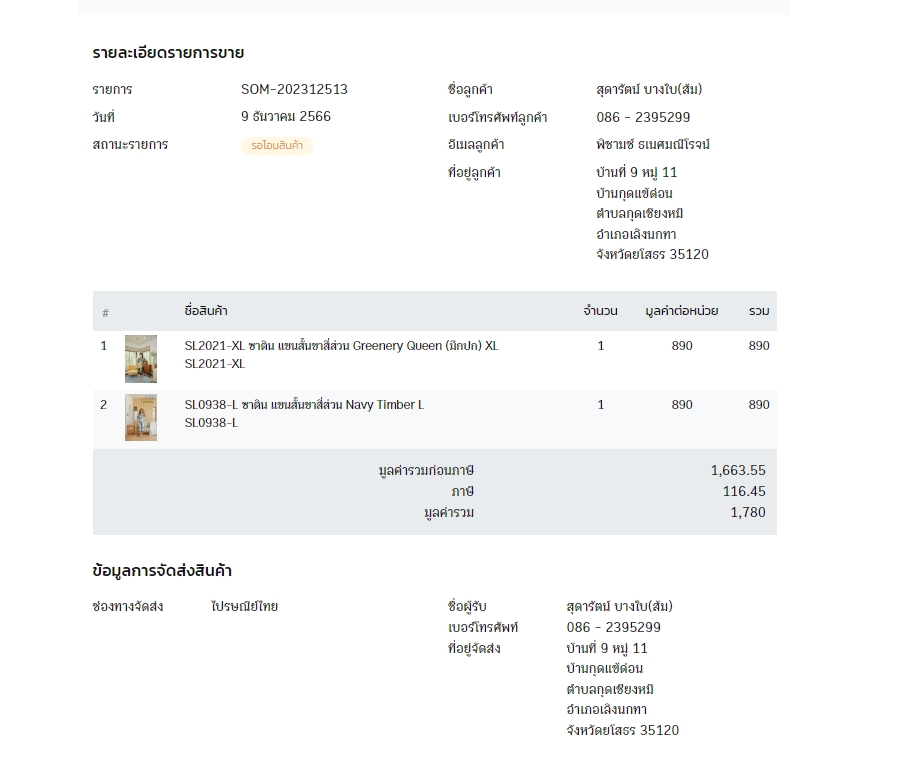 รายละเอียดรายการขาย
รายการ SOM-202312513
วันที่ 9 ธันวาคม 2566
สถานะรายการ รอโอนสินค้า
ชื่อลูกค้า สุดารัตน์ บางใบ(ส้ม)
เบอร์โทรศัพท์ลูกค้า 086 - 2395299
อีเมลลูกค้า พิชามช์ ธเนศมณีโรจน์
ที่อยู่ลูกค้า บ้านที่ 9 หมู่ 11
บ้านกุดแข้ด่อน
ตำบลกุดเชียงหมี
อำเภอเลิงนกทา
จังหวัดยโสธร 35120
# ชื่อสินค้า จำนวน มูลค่าต่อหน่วย รวม
1 SL2021-XL ซาติน แขนสั้นขาสี่ส่วน Greenery Queen (มีกปก) XL 1 890 890
SL2021-XL
2 SL0938-L ซาติน แขนสั้นขาสี่ส่วน Navy Timber L 1 890 890
SL0938-L
มูลค่ารวมก่อนภาษี 1,663.55
ภาษี 116.45
มูลค่ารวม 1,780
ข้อมูลการจัดส่งสินค้า
ช่องทางจัดส่ง ไปรษณีย์ไทย
ชื่อผู้รับ สุดารัตน์ บางใบ(ส้ม)
เบอร์โทรศัพท์ 086 - 2395299
ที่อยู่จัดส่ง บ้านที่ 9 หมู่ 11
บ้านกุดแข้ด่อน
ตำบลกุดเชียงหมี
อำเภอเลิงนกทา
จังหวัดยโสธร 35120